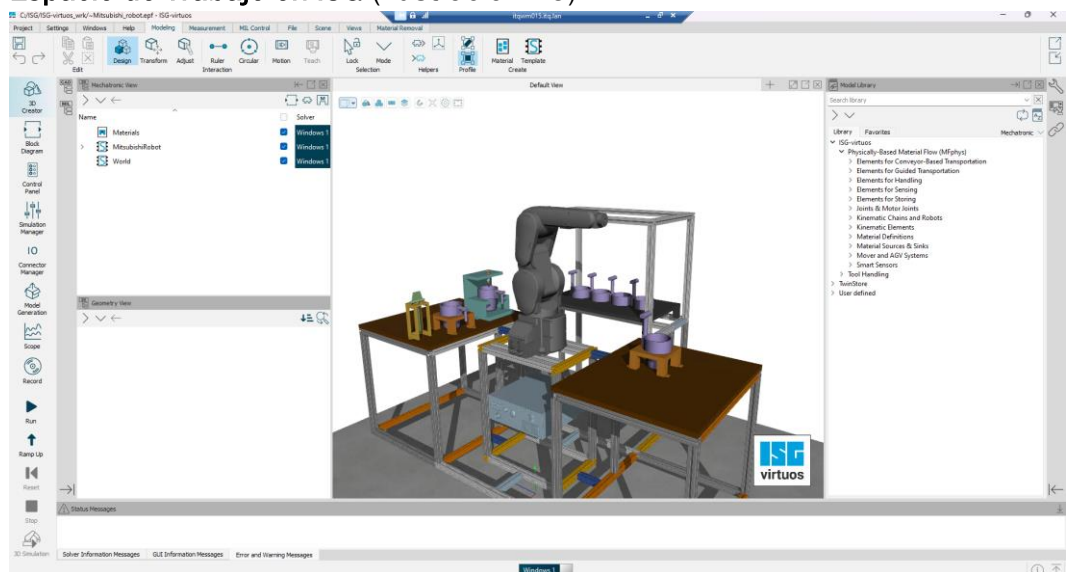 C:/ISG/ISG-virtuos_wrk/~Mitsubishi_robot.egf - ISG-virtuos
itqiwm015.itq.lan
Project Settings Windows Help Modeling Measurement MIL Control File Scene Views Material Removal
Design Transform Adjust Ruler Circular Motion Teach Lock Mode Profile Material Template
Edit Interaction Selection Helpers Create
Mechatronic View
Default View
Model Library
Search library
Name Solver
Library Favorites Mechatronic
Materials Windows 1
MitsubishiRobot Windows 1
World Windows 1
ISG-virtuos
Physically-Based Material Flow (MFphys)
Elements for Conveyor-Based Transportation
Elements for Guided Transportation
Elements for Handling
Elements for Sensing
Elements for Storing
Joints & Motor Joints
Kinematic Chains and Robots
Kinematic Elements
Material Definitions
Material Sources & Sinks
Mover and AGV Systems
Smart Sensors
Tool Handling
TwinStore
User defined
3D Creator
Block Diagram
Control Panel
Simulation Manager
IO
Connector Manager
Model Generation
Scope
Record
Run
Ramp Up
Reset
Stop
3D Simulation
Geometry View
ISG
virtuos
Status Messages
Solver Information Messages GUI Information Messages Error and Warning Messages
Windows 1